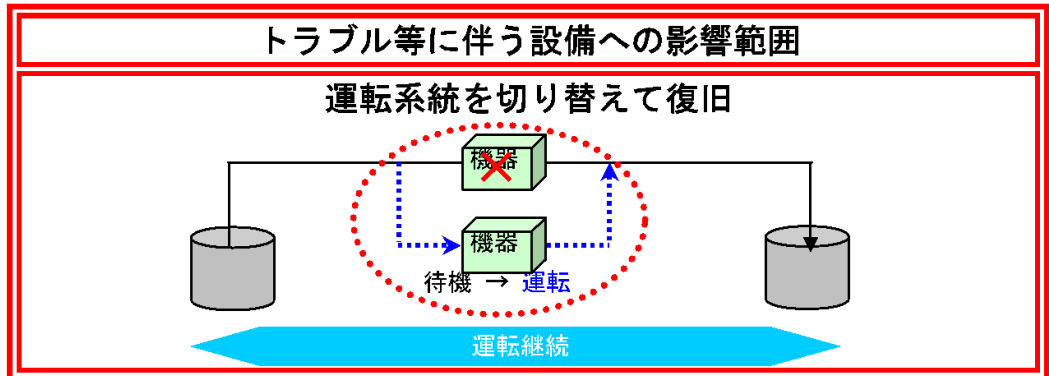 トラブル等に伴う設備への影響範囲
運転系統を切り替えて復旧
機器
機器
待機 → 運転
運転継続